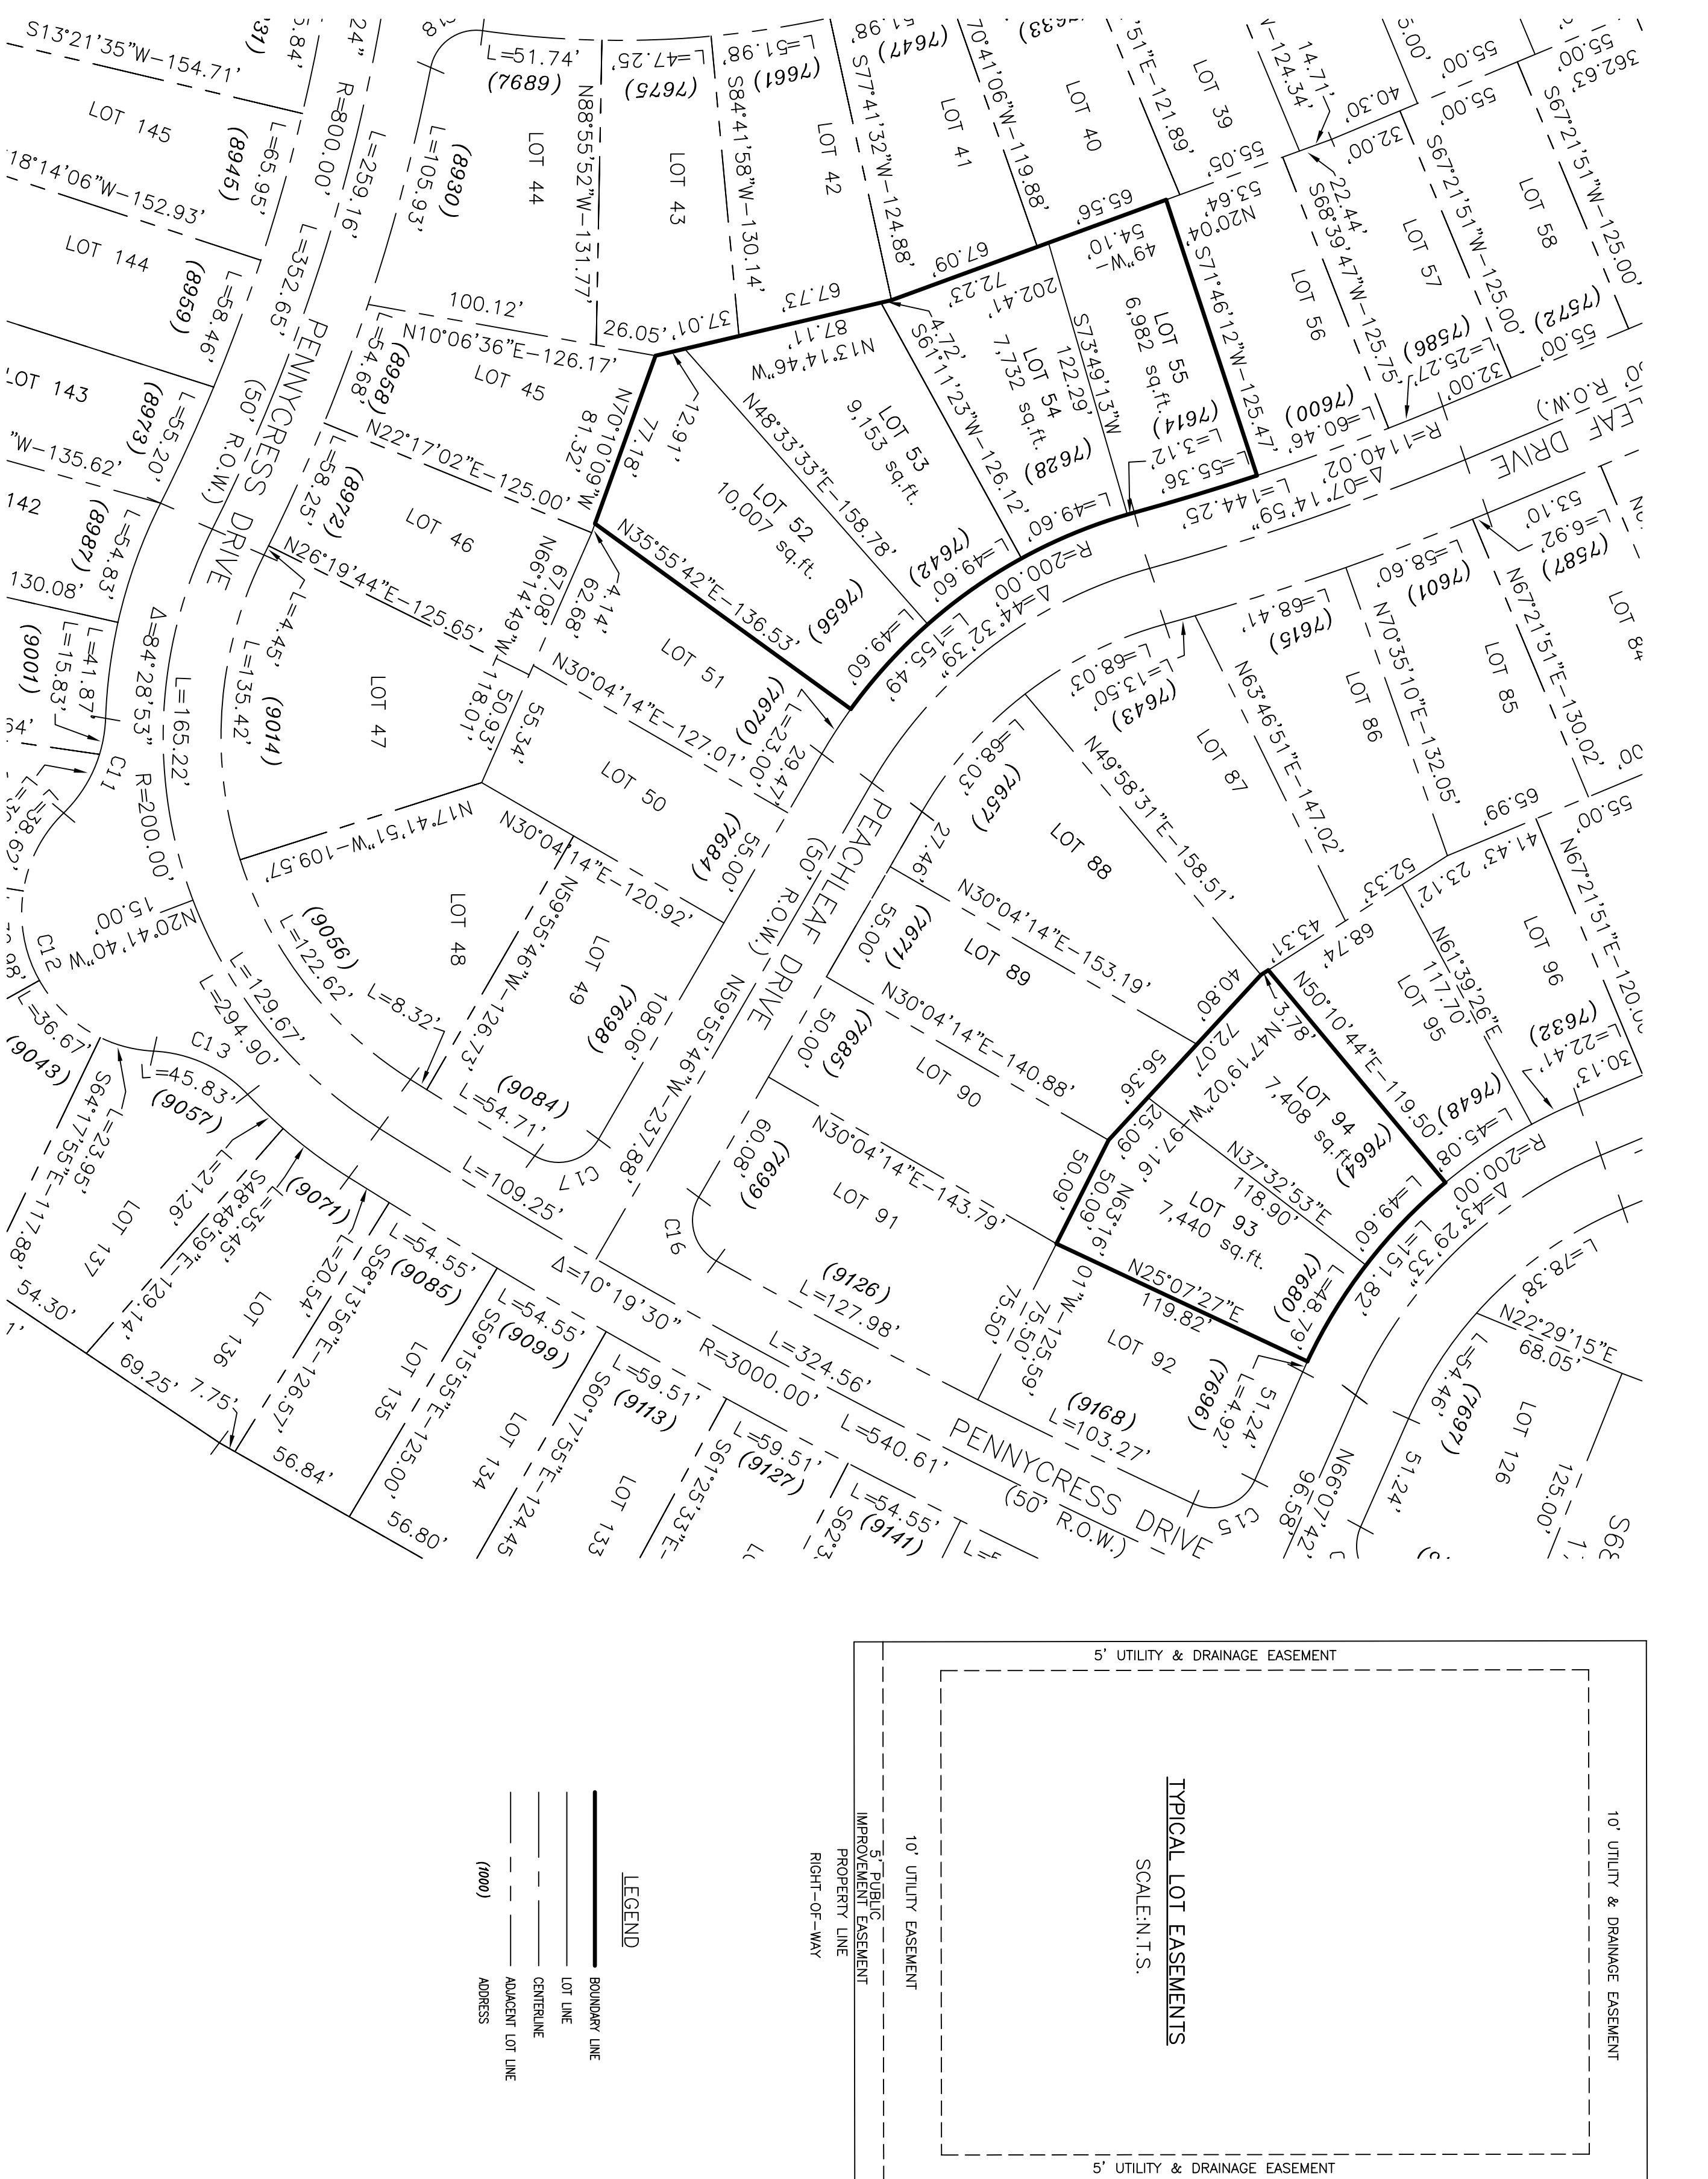 S13°21'35"W-154.71'
LOT 145
(8945)
L=65.95'
R=800.00'
L=259.16'
L=352.65'
18°14'06"W-152.93'
LOT 144
(8959)
L=58.46'
LOT 143
(8973)
L=55.20'
"W-135.62'
142
(8987)
L=54.83'
130.08'
L=41.87'
L=15.83'
(9001)
C11
PENNYCRESS DRIVE
(50' R.O.W.)
Δ=84°28'53" R=200.00'
L=165.22'
L=135.42'
L=51.74'
(6897)
L=105.93'
(8930)
LOT 44
N88°55'52"W-131.77'
L=47.25'
(7675)
LOT 43
S84°41'58"W-130.14'
L=51.98'
(7661)
LOT 42
S77°41'32"W-124.88'
(7647)
LOT 41
70°41'06"W-119.88'
(7633)
LOT 40
'51"E-121.89'
LOT 39
55.05'
53.64'
N20°04'
49"W-
54.10'
100.12'
N10°06'36"E-126.17'
26.05'
37.01'
67.73'
87.11'
N13°14'46"W
67.09'
72.23'
202.41'
65.56'
L=54.68'
(8958)
LOT 45
N22°17'02"E-125.00'
N70°10'09"W
81.32'
77.18'
12.91'
L=58.25'
(8972)
LOT 46
N26°19'44"E-125.65'
N66°14'49"W
118.01'
67.08'
62.68'
4.14'
50.93'
55.34'
L=4.45'
(9014)
LOT 47
N17°41'51"W-109.57'
LOT 52
10,007 sq.ft.
(7656)
L=49.60'
N35°55'42"E-136.53'
N48°33'33"E-158.78'
LOT 53
9,153 sq.ft.
(7642)
L=49.60'
S61°11'23"W-126.12'
4.72'
LOT 54
7,732 sq.ft.
(7628)
L=49.60'
S73°49'13"W
122.29'
LOT 55
6,982 sq.ft.
(7614)
L=3.12'
L=55.36'
S71°46'12"W-125.47'
LOT 56
(7600)
L=60.46'
S68°39'47"W-125.75'
22.44'
14.71'
124.34'
40.30'
32.00'
LOT 57
(7586)
L=25.27'
32.00'
S67°21'51"W-125.00'
LOT 58
(7572)
55.00'
S67°21'51"W-125.00'
55.00'
55.00'
55.00'
362.63'
R=1140.02'
Δ=07°14'59"
L=144.25'
LEAF DRIVE
R.O.W.)
R=200.00'
Δ=44°32'39"
L=155.49'
LOT 51
(7670)
L=23.00'
29.47'
N30°04'14"E-127.01'
LOT 50
(7684)
55.00'
N30°04'14"E-120.92'
LOT 49
(7698)
108.06'
N59°55'46"W-126.73'
LOT 48
(9056)
L=122.62'
L=8.32'
(9084)
L=54.71'
C17
PEACHLEAF DRIVE
(50' R.O.W.)
N59°55'46"W-237.88'
N20°41'40"W
15.00'
C12
L=36.67'
(9043)
C13
L=129.67'
L=294.90'
L=109.25'
L=45.83'
(9057)
L=23.95'
S64°17'55"E-117.88'
LOT 137
L=21.26'
S48°48'59"E-129.14'
L=35.45'
(9071)
LOT 136
L=20.54'
S58°13'56"E-126.57'
L=54.55'
(9085)
LOT 135
S59°15'55"E-125.00'
L=54.55'
(9099)
LOT 134
S60°17'55"E-124.45
L=59.51'
(9113)
LOT 133
S61°25'33"E-
L=59.51'
(9127)
L=54.55'
(9141)
54.30'
69.25'
7.75'
56.84'
56.80'
Δ=10°19'30"
R=3000.00'
L=324.56'
L=540.61'
PENNYCRESS DRIVE
(50' R.O.W.)
L=6.92'
53.10'
(7587)
LOT 84
N67°21'51"E-130.02'
LOT 85
(7601)
L=58.60'
N70°35'10"E-132.05'
LOT 86
(7615)
L=68.41'
N63°46'51"E-147.02'
LOT 87
(7643)
L=13.50'
L=68.03'
N49°58'31"E-158.51'
LOT 88
(7657)
L=68.03'
27.46'
N30°04'14"E-153.19'
LOT 89
(7671)
55.00'
N30°04'14"E-140.88'
LOT 90
(7685)
50.00'
N30°04'14"E-143.79'
LOT 91
(7699)
60.08'
C16
(9126)
L=127.98'
65.99'
55.00'
41.43'
23.12'
52.33'
68.74'
43.31'
40.80'
72.07'
56.36'
25.09'
50.09'
50.09'
N47°19'02"W-97.16'
3.78'
N67°21'51"E-120.0
LOT 96
(7632)
L=22.41'
30.13'
N61°39'26"E
117.70'
LOT 95
(7648)
L=45.08'
N50°10'44"E-119.50'
LOT 94
7,408 sq.ft.
(7664)
L=49.60'
N37°32'53"E
118.90'
LOT 93
7,440 sq.ft.
(7680)
L=48.79'
N25°07'27"E
119.82'
N63°16'
01"W-125.59'
75.50'
75.50'
LOT 92
(7696)
L=4.92'
51.24'
(9168)
L=103.27'
C15
R=200.00'
Δ=43°29'33"
L=151.82'
L=78.38'
N22°29'15"E
68.05'
L=54.46'
(7697)
LOT 126
125.00'
51.24'
N66°07'42"
96.58'
5' UTILITY & DRAINAGE EASEMENT
10' UTILITY & DRAINAGE EASEMENT
TYPICAL LOT EASEMENTS
SCALE:N.T.S.
10' UTILITY EASEMENT
5' PUBLIC
IMPROVEMENT EASEMENT
PROPERTY LINE
RIGHT-OF-WAY
5' UTILITY & DRAINAGE EASEMENT
LEGEND
BOUNDARY LINE
LOT LINE
CENTERLINE
ADJACENT LOT LINE
(1000) ADDRESS